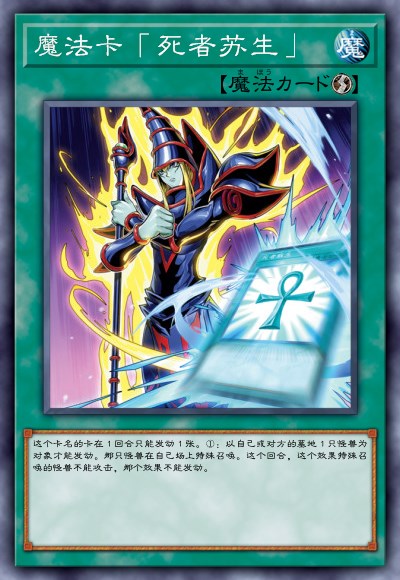 魔法卡「死者苏生」
魔
【魔法カード】
まほう
这个卡名的卡在1回合只能发动1张。①：以自己或对方的墓地1只怪兽为
对象才能发动。那只怪兽在自己场上特殊召唤。这个回合，这个效果特殊召
唤的怪兽不能攻击，那个效果不能发动。